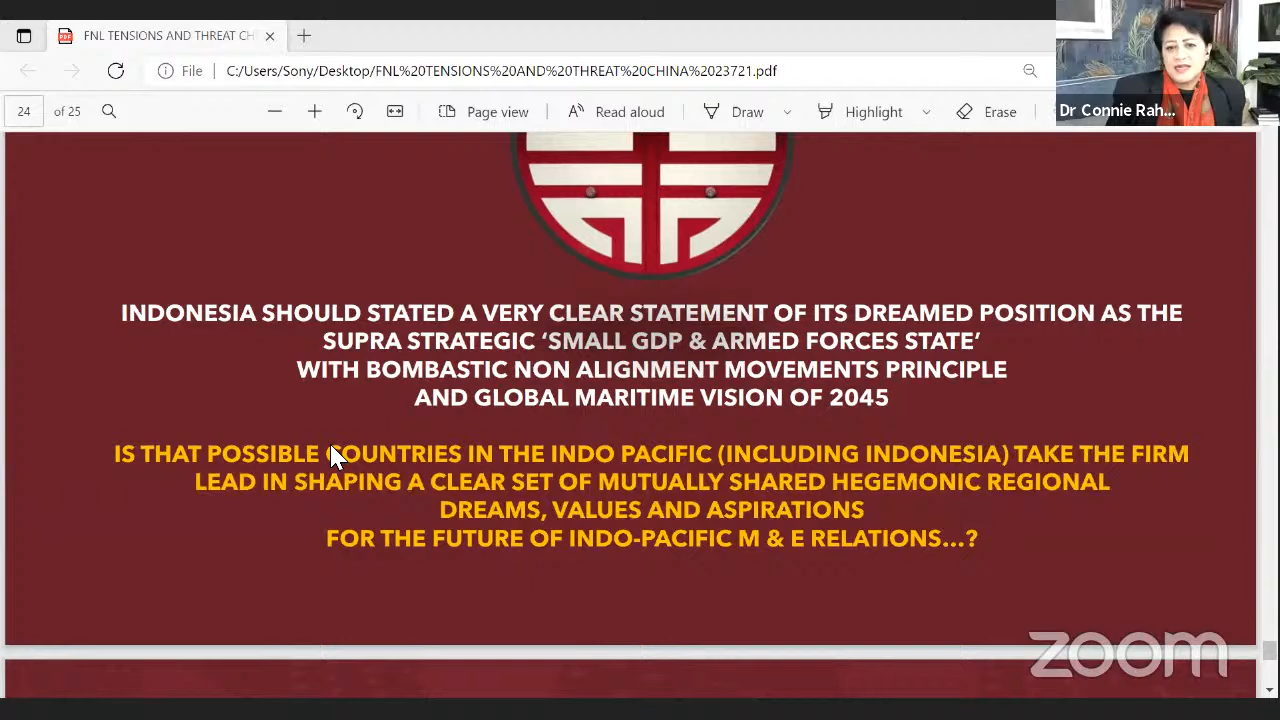 FNL TENSIONS AND THREAT CH
File
C:/Users/Sony/Desktop/FNL%20TENSIONS%20AND%20THREAT%20CHINA%2023721.pdf
24 of 25
Page view
Read aloud
Draw
Highlight
Erase
Dr Connie Rah...
INDONESIA SHOULD STATED A VERY CLEAR STATEMENT OF ITS DREAMED POSITION AS THE
SUPRA STRATEGIC ‘SMALL GDP & ARMED FORCES STATE’
WITH BOMBASTIC NON ALIGNMENT MOVEMENTS PRINCIPLE
AND GLOBAL MARITIME VISION OF 2045
IS THAT POSSIBLE COUNTRIES IN THE INDO PACIFIC (INCLUDING INDONESIA) TAKE THE FIRM
LEAD IN SHAPING A CLEAR SET OF MUTUALLY SHARED HEGEMONIC REGIONAL
DREAMS, VALUES AND ASPIRATIONS
FOR THE FUTURE OF INDO-PACIFIC M & E RELATIONS...?
zoom